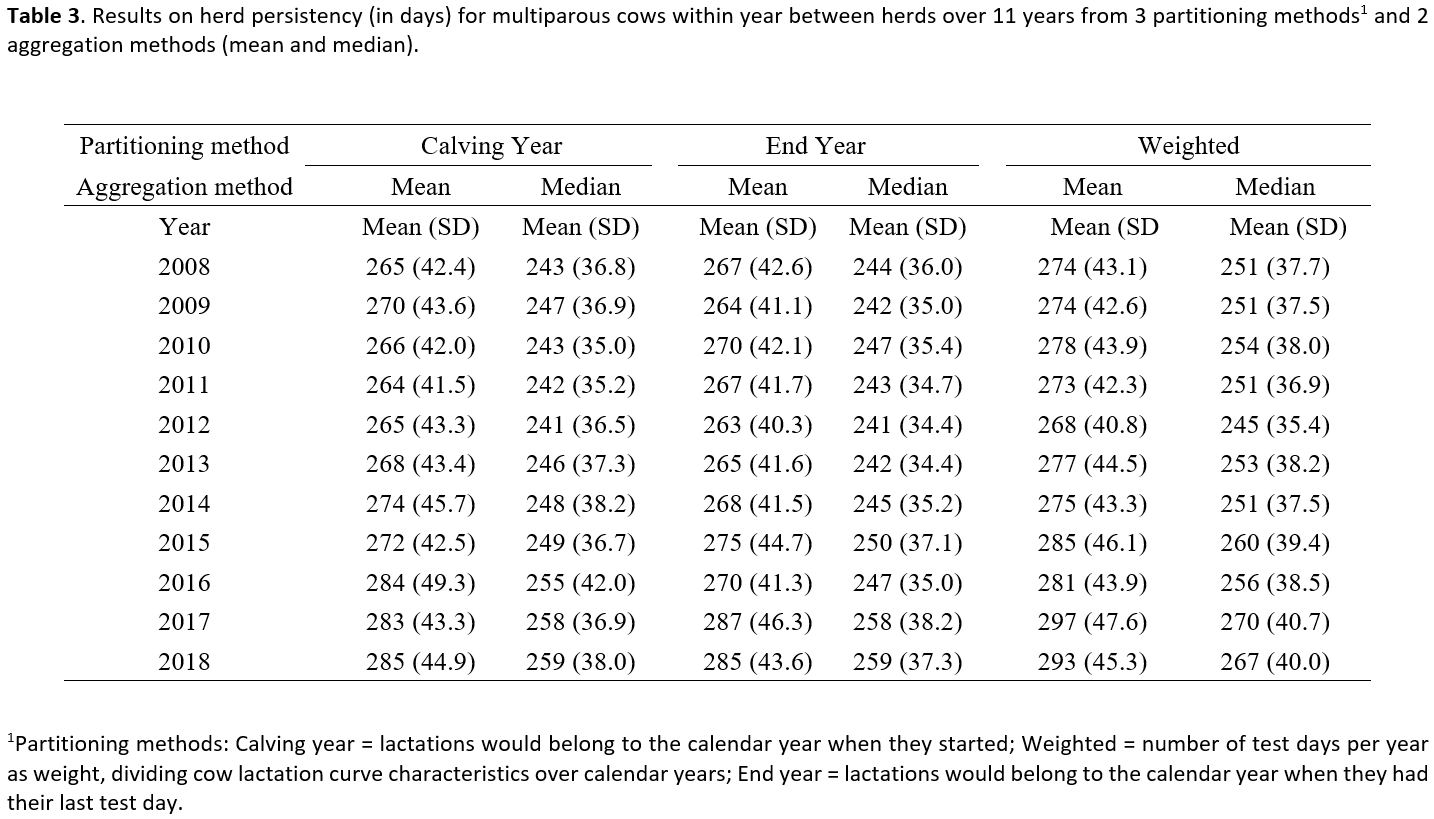 Table 3. Results on herd persistency (in days) for multiparous cows within year between herds over 11 years from 3 partitioning methods¹ and 2
aggregation methods (mean and median).
Partitioning method Calving Year End Year Weighted
Aggregation method Mean Median Mean Median Mean Median
Year Mean (SD) Mean (SD) Mean (SD) Mean (SD) Mean (SD Mean (SD)
2008 265 (42.4) 243 (36.8) 267 (42.6) 244 (36.0) 274 (43.1) 251 (37.7)
2009 270 (43.6) 247 (36.9) 264 (41.1) 242 (35.0) 274 (42.6) 251 (37.5)
2010 266 (42.0) 243 (35.0) 270 (42.1) 247 (35.4) 278 (43.9) 254 (38.0)
2011 264 (41.5) 242 (35.2) 267 (41.7) 243 (34.7) 273 (42.3) 251 (36.9)
2012 265 (43.3) 241 (36.5) 263 (40.3) 241 (34.4) 268 (40.8) 245 (35.4)
2013 268 (43.4) 246 (37.3) 265 (41.6) 242 (34.4) 277 (44.5) 253 (38.2)
2014 274 (45.7) 248 (38.2) 268 (41.5) 245 (35.2) 275 (43.3) 251 (37.5)
2015 272 (42.5) 249 (36.7) 275 (44.7) 250 (37.1) 285 (46.1) 260 (39.4)
2016 284 (49.3) 255 (42.0) 270 (41.3) 247 (35.0) 281 (43.9) 256 (38.5)
2017 283 (43.3) 258 (36.9) 287 (46.3) 258 (38.2) 297 (47.6) 270 (40.7)
2018 285 (44.9) 259 (38.0) 285 (43.6) 259 (37.3) 293 (45.3) 267 (40.0)
¹Partitioning methods: Calving year = lactations would belong to the calendar year when they started; Weighted = number of test days per year
as weight, dividing cow lactation curve characteristics over calendar years; End year = lactations would belong to the calendar year when they had
their last test day.